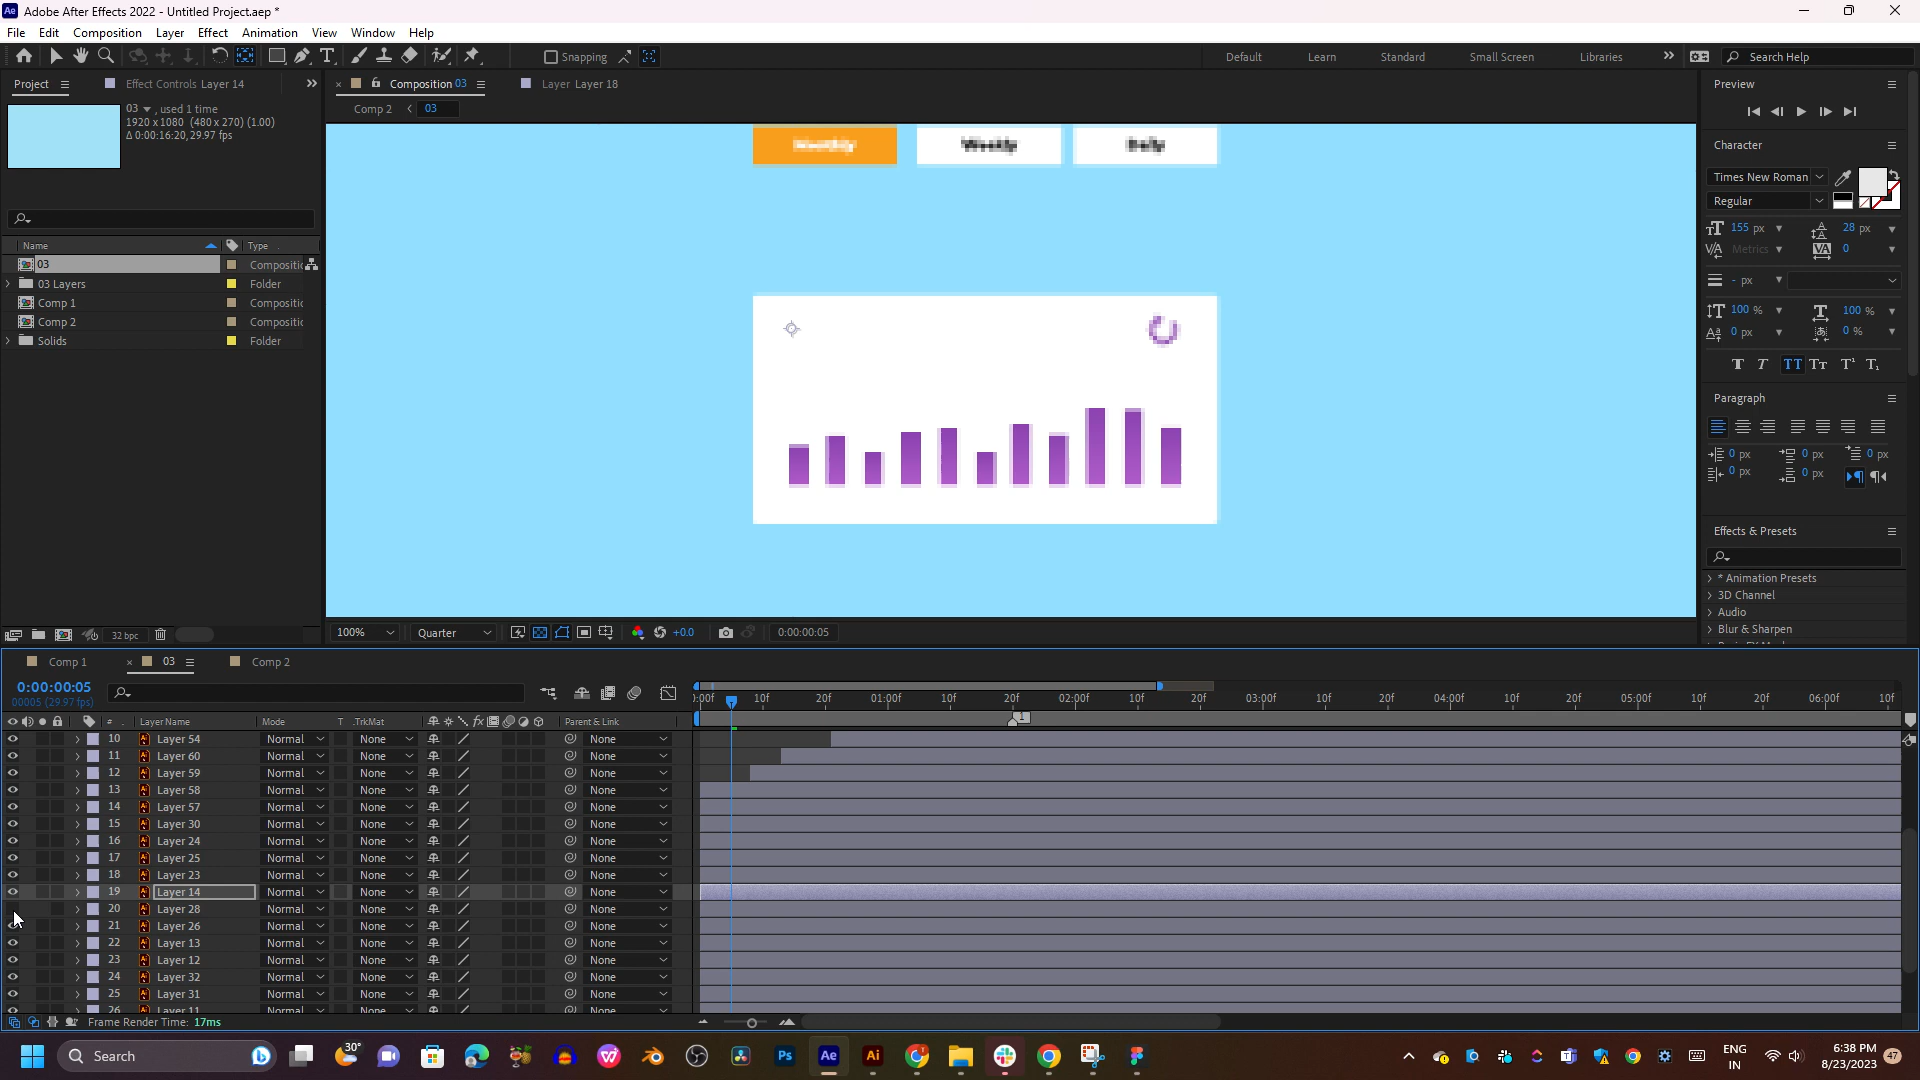 Adobe After Effects 2022 - Untitled Project.aep *
File Edit Composition Layer Effect Animation View Window Help
Snapping
Default Learn Standard Small Screen Libraries Search Help
Project Effect Controls Layer 14
Composition 03 Layer Layer 18
Comp 2 03
03 , used 1 time
1920 x 1080 (480 x 270) (1.00)
Δ 0:00:16:20, 29.97 fps
Name Type
03 Compositic
03 Layers Folder
Comp 1 Compositic
Comp 2 Compositic
Solids Folder
32 bpc
Monthly Weekly Daily
100% Quarter +0.0 0:00:00:05
Preview
Character
Times New Roman
Regular
155 px 28 px
Metrics 0
- px
100 % 100 %
0 px 0 %
Paragraph
0 px 0 px 0 px
0 px 0 px
Effects & Presets
* Animation Presets
3D Channel
Audio
Blur & Sharpen
Comp 1 03 Comp 2
0:00:00:05
00005 (29.97 fps)
:00f 10f 20f 01:00f 10f 20f 02:00f 10f 20f 03:00f 10f 20f 04:00f 10f 20f 05:00f 10f 20f 06:00f 10f
# Layer Name Mode T .TrkMat Parent & Link
1
10 Layer 54 Normal None None
11 Layer 60 Normal None None
12 Layer 59 Normal None None
13 Layer 58 Normal None None
14 Layer 57 Normal None None
15 Layer 30 Normal None None
16 Layer 24 Normal None None
17 Layer 25 Normal None None
18 Layer 23 Normal None None
19 Layer 14 Normal None None
20 Layer 28 Normal None None
21 Layer 26 Normal None None
22 Layer 13 Normal None None
23 Layer 12 Normal None None
24 Layer 32 Normal None None
25 Layer 31 Normal None None
26 Layer 11 Normal None None
Frame Render Time: 17ms
Search
30°
ENG
IN
6:38 PM
8/23/2023
47